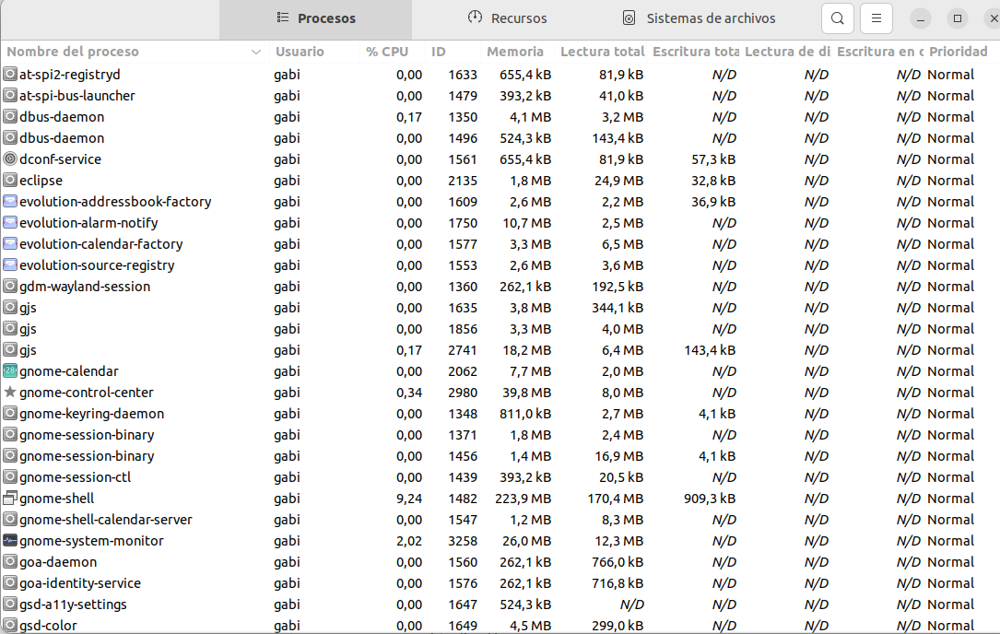 Procesos Recursos Sistemas de archivos
Nombre del proceso Usuario % CPU ID Memoria Lectura total Escritura tota Lectura de di Escritura en c Prioridad
at-spi2-registryd gabi 0,00 1633 655,4 kB 81,9 kB N/D N/D N/D Normal
at-spi-bus-launcher gabi 0,00 1479 393,2 kB 41,0 kB N/D N/D N/D Normal
dbus-daemon gabi 0,17 1350 4,1 MB 3,2 MB N/D N/D N/D Normal
dbus-daemon gabi 0,00 1496 524,3 kB 143,4 kB N/D N/D N/D Normal
dconf-service gabi 0,00 1561 655,4 kB 81,9 kB 57,3 kB N/D N/D Normal
eclipse gabi 0,00 2135 1,8 MB 24,9 MB 32,8 kB N/D N/D Normal
evolution-addressbook-factory gabi 0,00 1609 2,6 MB 2,2 MB 36,9 kB N/D N/D Normal
evolution-alarm-notify gabi 0,00 1750 10,7 MB 2,5 MB N/D N/D N/D Normal
evolution-calendar-factory gabi 0,00 1577 3,3 MB 6,5 MB N/D N/D N/D Normal
evolution-source-registry gabi 0,00 1553 2,6 MB 3,6 MB N/D N/D N/D Normal
gdm-wayland-session gabi 0,00 1360 262,1 kB 192,5 kB N/D N/D N/D Normal
gjs gabi 0,00 1635 3,8 MB 344,1 kB N/D N/D N/D Normal
gjs gabi 0,00 1856 3,3 MB 4,0 MB N/D N/D N/D Normal
gjs gabi 0,17 2741 18,2 MB 6,4 MB 143,4 kB N/D N/D Normal
28 gnome-calendar gabi 0,00 2062 7,7 MB 2,0 MB N/D N/D N/D Normal
gnome-control-center gabi 0,34 2980 39,8 MB 8,0 MB N/D N/D N/D Normal
gnome-keyring-daemon gabi 0,00 1348 811,0 kB 2,7 MB 4,1 kB N/D N/D Normal
gnome-session-binary gabi 0,00 1371 1,8 MB 2,4 MB N/D N/D N/D Normal
gnome-session-binary gabi 0,00 1456 1,4 MB 16,9 MB 4,1 kB N/D N/D Normal
gnome-session-ctl gabi 0,00 1439 393,2 kB 20,5 kB N/D N/D N/D Normal
gnome-shell gabi 9,24 1482 223,9 MB 170,4 MB 909,3 kB N/D N/D Normal
gnome-shell-calendar-server gabi 0,00 1547 1,2 MB 8,3 MB N/D N/D N/D Normal
gnome-system-monitor gabi 2,02 3258 26,0 MB 12,3 MB N/D N/D N/D Normal
goa-daemon gabi 0,00 1560 262,1 kB 766,0 kB N/D N/D N/D Normal
goa-identity-service gabi 0,00 1576 262,1 kB 716,8 kB N/D N/D N/D Normal
gsd-a11y-settings gabi 0,00 1647 524,3 kB N/D N/D N/D N/D Normal
gsd-color gabi 0,00 1649 4,5 MB 299,0 kB N/D N/D N/D Normal